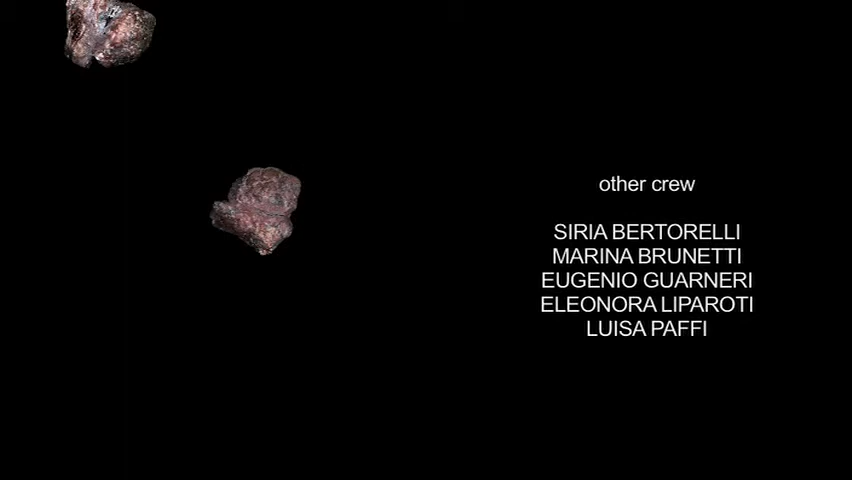 other crew
SIRIA BERTORELLI
MARINA BRUNETTI
EUGENIO GUARNERI
ELEONORA LIPAROTI
LUISA PAFFI